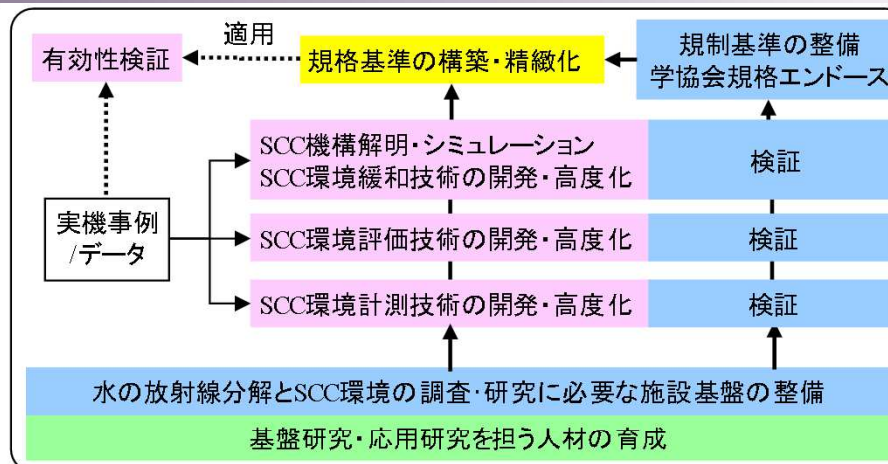 適用
有効性検証
規格基準の構築・精緻化
規制基準の整備
学協会規格エンドース
SCC機構解明・シミュレーション
SCC環境緩和技術の開発・高度化
検証
実機事例
/データ
SCC環境評価技術の開発・高度化
検証
SCC環境計測技術の開発・高度化
検証
水の放射線分解とSCC環境の調査・研究に必要な施設基盤の整備
基盤研究・応用研究を担う人材の育成